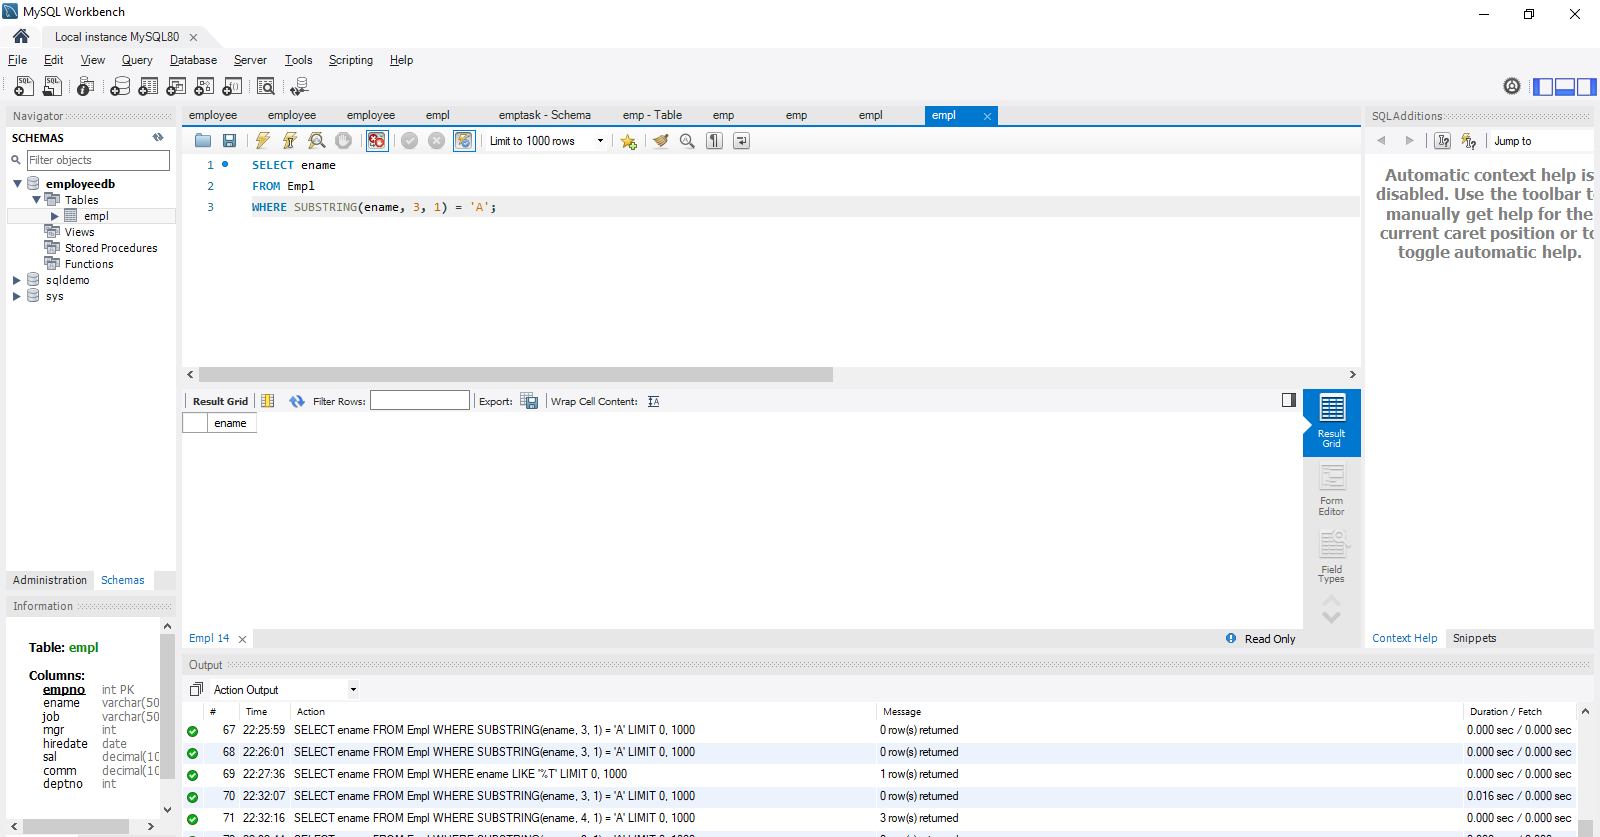 MySQL Workbench
Local instance MySQL80
File Edit View Query Database Server Tools Scripting Help
Navigator
SCHEMAS
Filter objects
employeedb
Tables
empl
Views
Stored Procedures
Functions
sqldemo
sys
Administration Schemas
Information
Table: empl
Columns:
empno int PK
ename varchar(50
job varchar(50
mgr int
hiredate date
sal decimal(10
comm decimal(10
deptno int
employee employee employee empl emptask - Schema emp - Table emp emp empl empl
Limit to 1000 rows
1 SELECT ename
2 FROM Empl
3 WHERE SUBSTRING(ename, 3, 1) = 'A';
Result Grid Filter Rows: Export: Wrap Cell Content:
ename
Result Grid
Form Editor
Field Types
Empl 14
Read Only
SQLAdditions
Jump to
Automatic context help is
disabled. Use the toolbar t
manually get help for the
current caret position or to
toggle automatic help.
Context Help Snippets
Output
Action Output
# Time Action Message Duration / Fetch
67 22:25:59 SELECT ename FROM Empl WHERE SUBSTRING(ename, 3, 1) = 'A' LIMIT 0, 1000 0 row(s) returned 0.000 sec / 0.000 sec
68 22:26:01 SELECT ename FROM Empl WHERE SUBSTRING(ename, 3, 1) = 'A' LIMIT 0, 1000 0 row(s) returned 0.000 sec / 0.000 sec
69 22:27:36 SELECT ename FROM Empl WHERE ename LIKE '%T' LIMIT 0, 1000 1 row(s) returned 0.000 sec / 0.000 sec
70 22:32:07 SELECT ename FROM Empl WHERE SUBSTRING(ename, 3, 1) = 'A' LIMIT 0, 1000 0 row(s) returned 0.016 sec / 0.000 sec
71 22:32:16 SELECT ename FROM Empl WHERE SUBSTRING(ename, 4, 1) = 'A' LIMIT 0, 1000 3 row(s) returned 0.000 sec / 0.000 sec